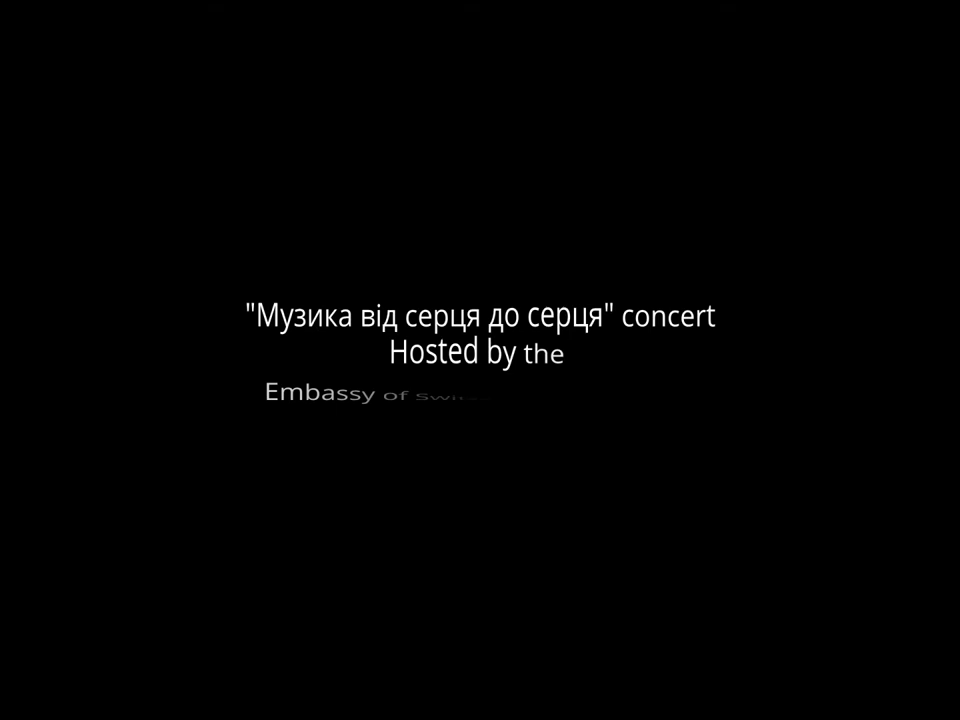 "Музика від серця до серця" concert
Hosted by the
Embassy of